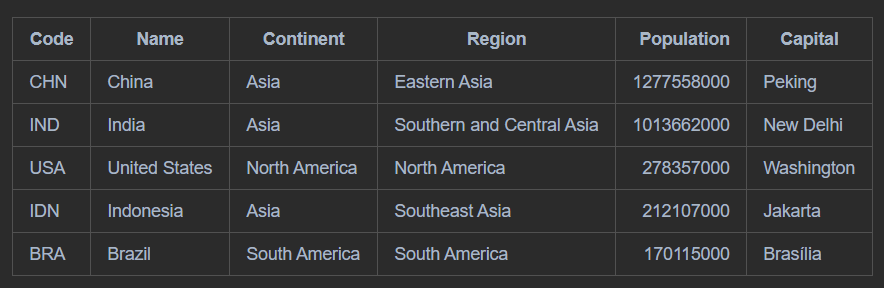 Code Name Continent Region Population Capital
CHN China Asia Eastern Asia 1277558000 Peking
IND India Asia Southern and Central Asia 1013662000 New Delhi
USA United States North America North America 278357000 Washington
IDN Indonesia Asia Southeast Asia 212107000 Jakarta
BRA Brazil South America South America 170115000 Brasília